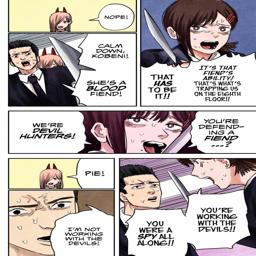 IT'S THAT
FIEND'S
ABILITY!
THAT'S WHAT'S
TRAPPING US
ON THE EIGHTH
FLOOR!!
THAT
HAS TO
BE IT!!
NOPE!
CALM
DOWN,
KOBENI!
SHE'S A
BLOOD
FIEND!
YOU'RE
DEFEND-
ING A
FIEND
....?
WE'RE
DEVIL
HUNTERS!
YOU'RE
WORKING
WITH THE
DEVILS!!
YOU
WERE A
SPY ALL
ALONG!!
PIE!
I'M NOT
WORKING
WITH THE
DEVILS!